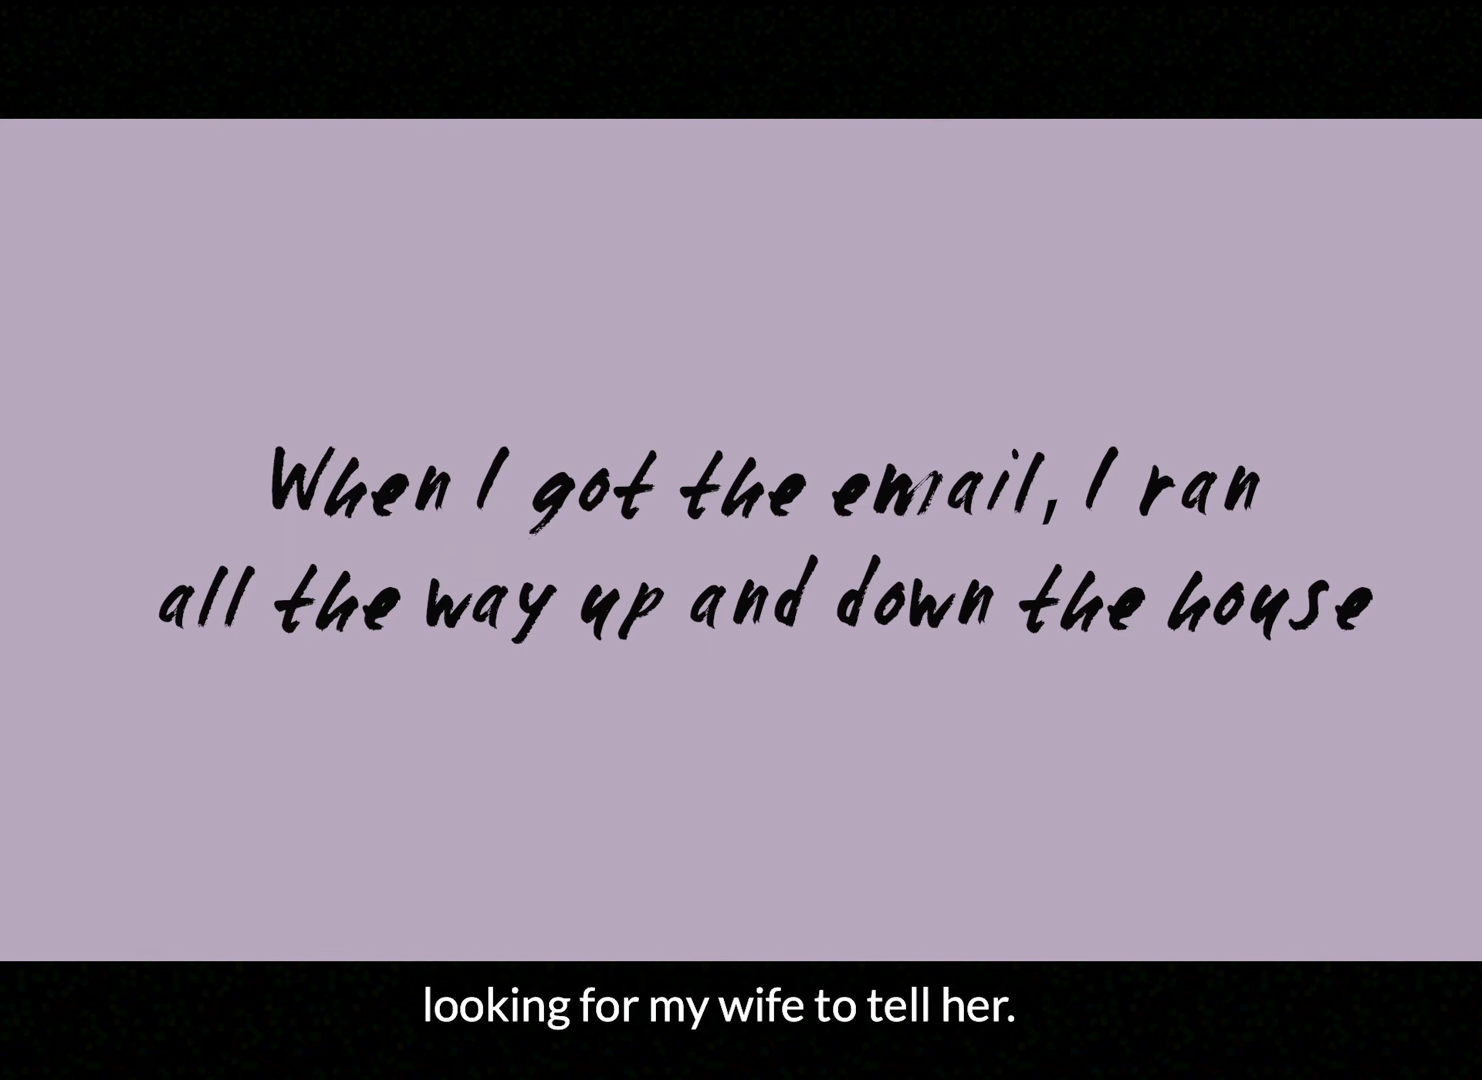 When I got the email, I ran
all the way up and down the house
looking for my wife to tell her.